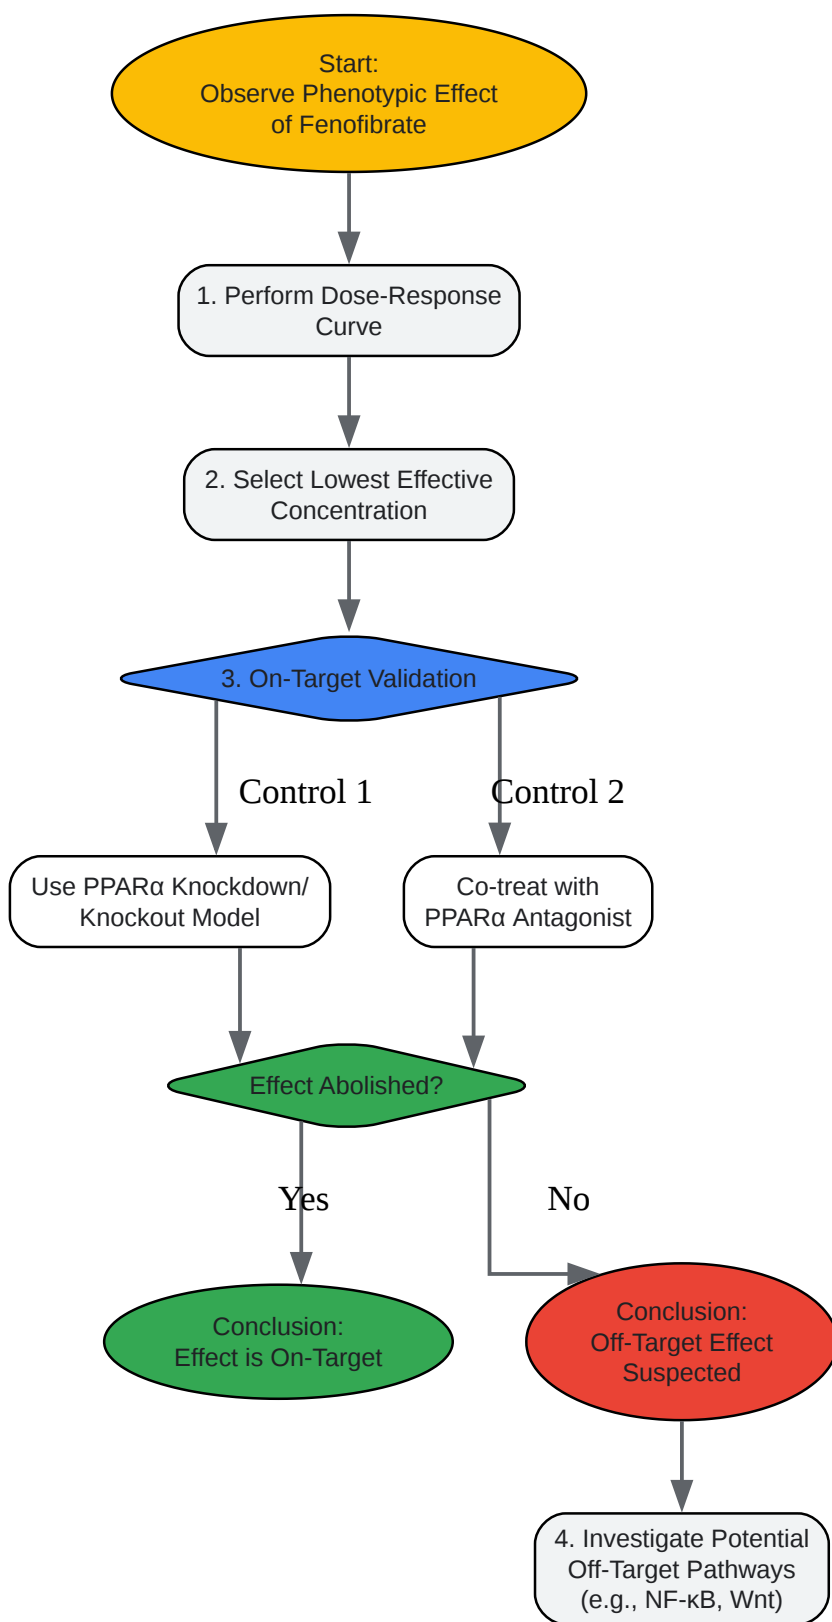 Start:
Observe Phenotypic Effect
of Fenofibrate
1. Perform Dose-Response
Curve
2. Select Lowest Effective
Concentration
3. On-Target Validation
Control 1
Control 2
Use PPARα Knockdown/
Knockout Model
Co-treat with
PPARα Antagonist
Effect Abolished?
Yes
No
Conclusion:
Effect is On-Target
Conclusion:
Off-Target Effect
Suspected
4. Investigate Potential
Off-Target Pathways
(e.g., NF-κB, Wnt)